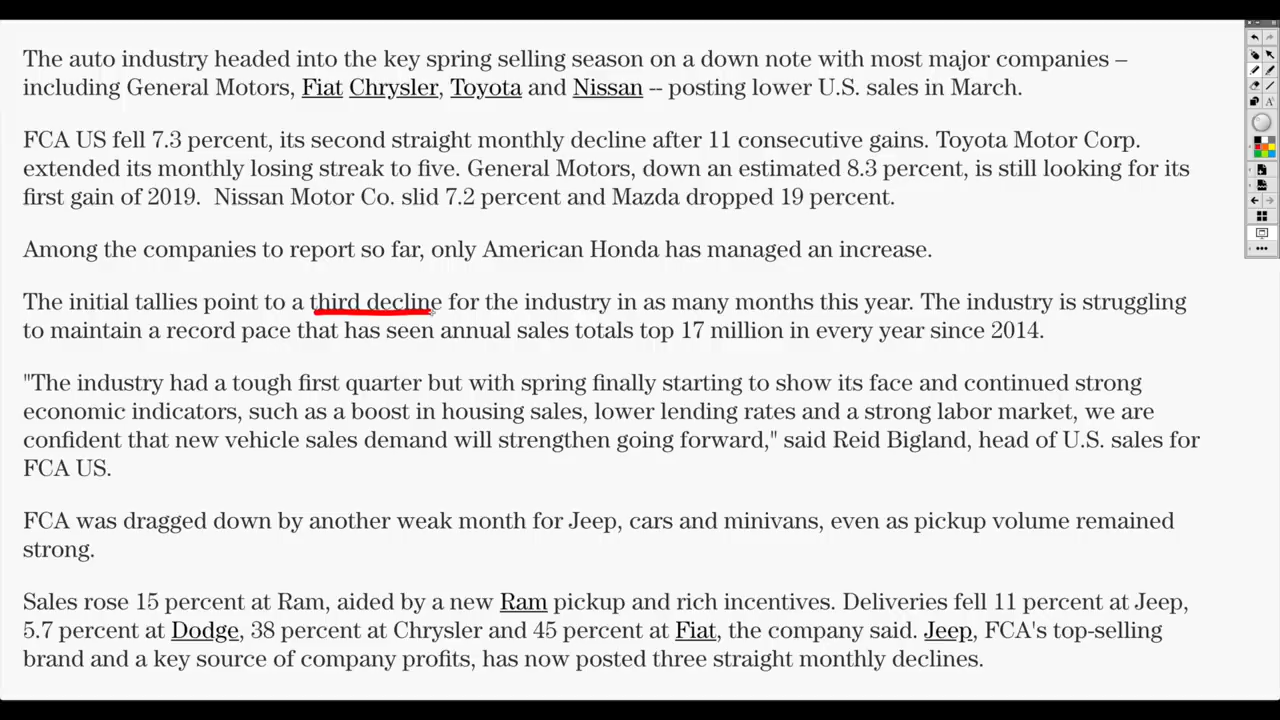 The auto industry headed into the key spring selling season on a down note with most major companies –
including General Motors, Fiat Chrysler, Toyota and Nissan -- posting lower U.S. sales in March.
FCA US fell 7.3 percent, its second straight monthly decline after 11 consecutive gains. Toyota Motor Corp.
extended its monthly losing streak to five. General Motors, down an estimated 8.3 percent, is still looking for its
first gain of 2019.  Nissan Motor Co. slid 7.2 percent and Mazda dropped 19 percent.
Among the companies to report so far, only American Honda has managed an increase.
The initial tallies point to a third decline for the industry in as many months this year. The industry is struggling
to maintain a record pace that has seen annual sales totals top 17 million in every year since 2014.
"The industry had a tough first quarter but with spring finally starting to show its face and continued strong
economic indicators, such as a boost in housing sales, lower lending rates and a strong labor market, we are
confident that new vehicle sales demand will strengthen going forward," said Reid Bigland, head of U.S. sales for
FCA US.
FCA was dragged down by another weak month for Jeep, cars and minivans, even as pickup volume remained
strong.
Sales rose 15 percent at Ram, aided by a new Ram pickup and rich incentives. Deliveries fell 11 percent at Jeep,
5.7 percent at Dodge, 38 percent at Chrysler and 45 percent at Fiat, the company said. Jeep, FCA's top-selling
brand and a key source of company profits, has now posted three straight monthly declines.